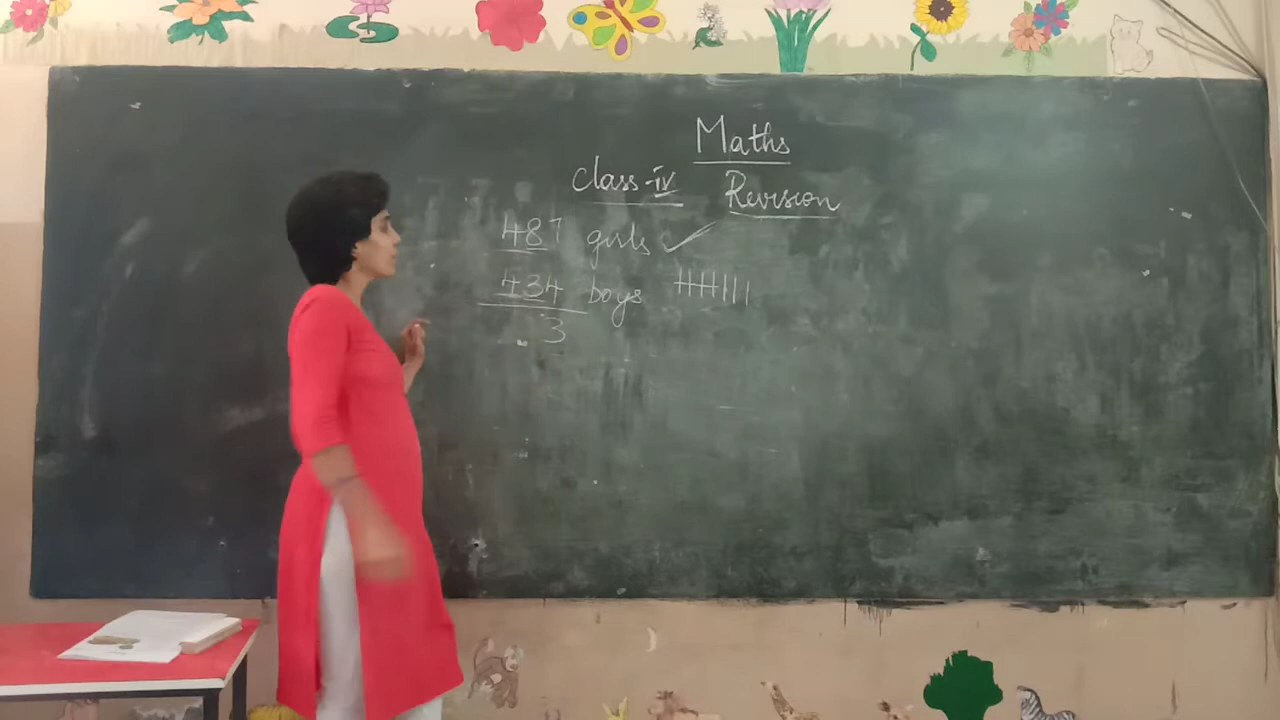 Maths
Class-iv Revision
487 girls ✓
434 boys
3